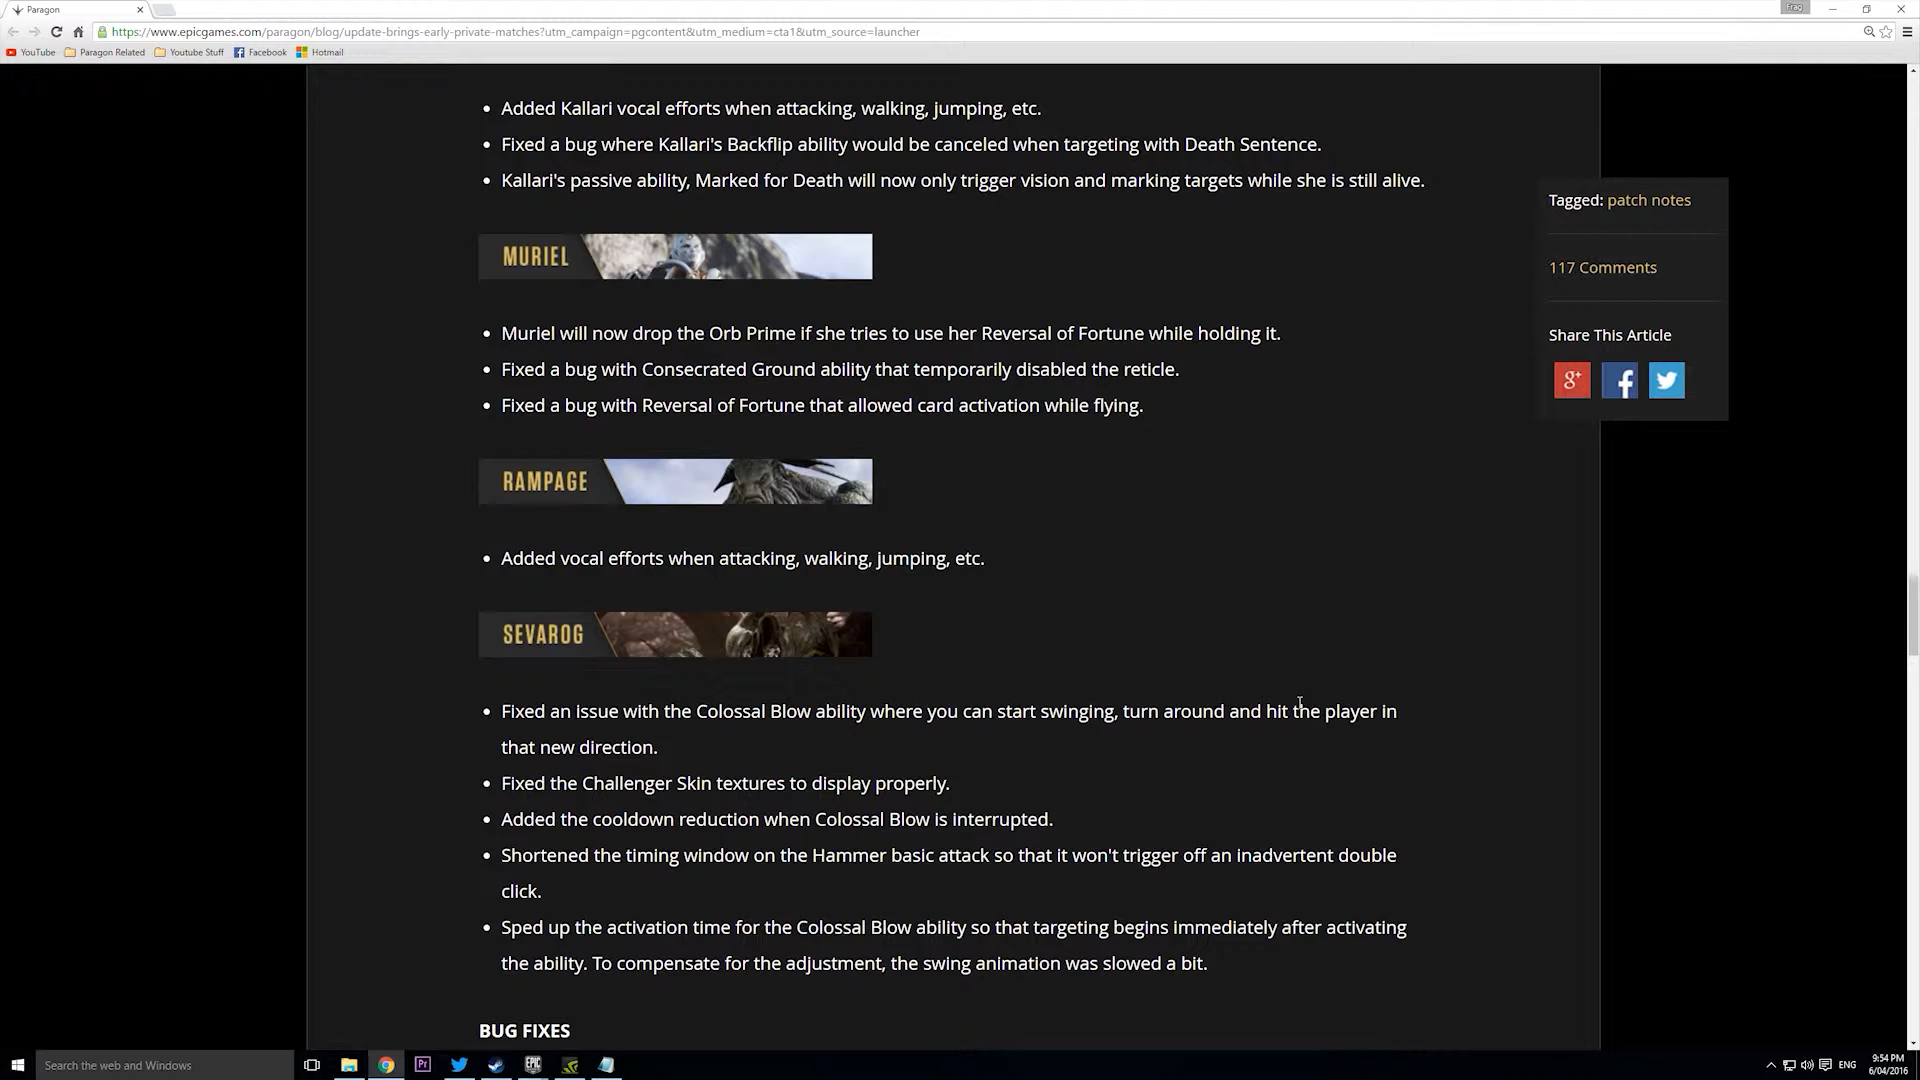 Paragon
Frag
https://www.epicgames.com/paragon/blog/update-brings-early-private-matches?utm_campaign=pgcontent&utm_medium=cta1&utm_source=launcher
YouTube Paragon Related Youtube Stuff Facebook Hotmail
• Added Kallari vocal efforts when attacking, walking, jumping, etc.
• Fixed a bug where Kallari's Backflip ability would be canceled when targeting with Death Sentence.
• Kallari's passive ability, Marked for Death will now only trigger vision and marking targets while she is still alive.
Tagged: patch notes
117 Comments
Share This Article
g+ f
MURIEL
• Muriel will now drop the Orb Prime if she tries to use her Reversal of Fortune while holding it.
• Fixed a bug with Consecrated Ground ability that temporarily disabled the reticle.
• Fixed a bug with Reversal of Fortune that allowed card activation while flying.
RAMPAGE
• Added vocal efforts when attacking, walking, jumping, etc.
SEVAROG
• Fixed an issue with the Colossal Blow ability where you can start swinging, turn around and hit the player in
that new direction.
• Fixed the Challenger Skin textures to display properly.
• Added the cooldown reduction when Colossal Blow is interrupted.
• Shortened the timing window on the Hammer basic attack so that it won't trigger off an inadvertent double
click.
• Sped up the activation time for the Colossal Blow ability so that targeting begins immediately after activating
the ability. To compensate for the adjustment, the swing animation was slowed a bit.
BUG FIXES
Search the web and Windows
Pr
EPIC
ENG
9:54 PM
6/04/2016